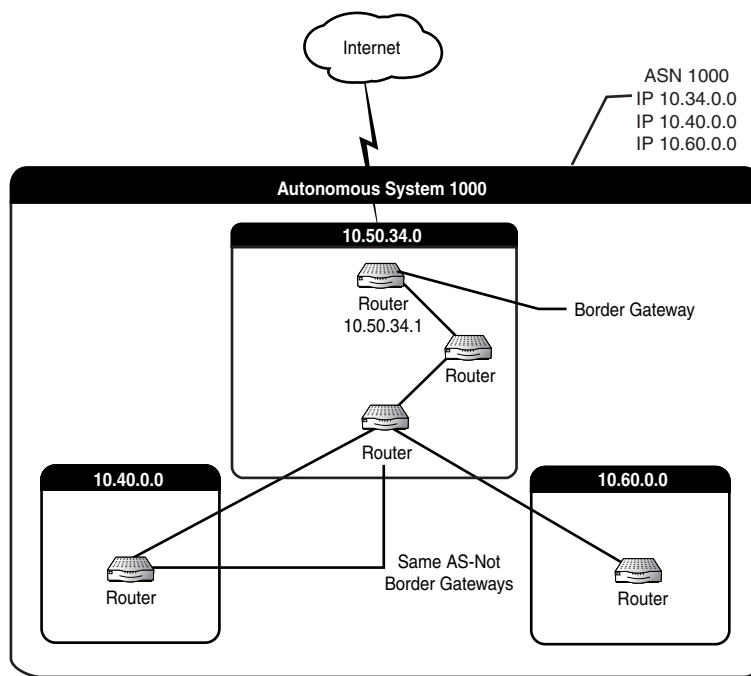 Internet
ASN 1000
IP 10.34.0.0
IP 10.40.0.0
IP 10.60.0.0
Autonomous System 1000
10.50.34.0
Router
10.50.34.1
Border Gateway
Router
Router
10.40.0.0
10.60.0.0
Same AS-Not
Border Gateways
Router
Router